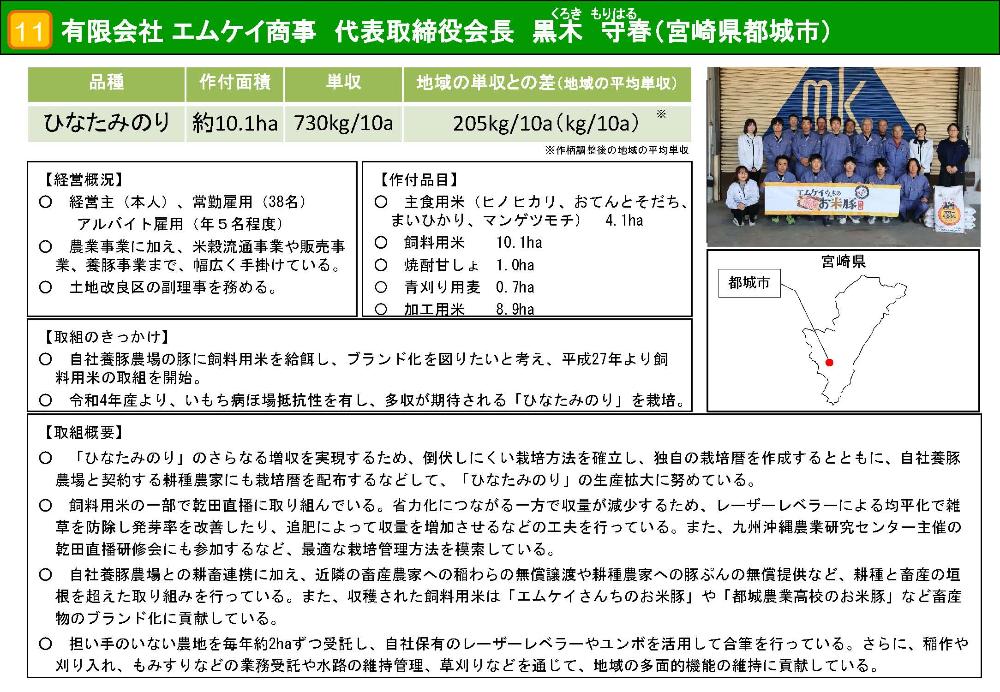 くろき もりはる
11 有限会社 エムケイ商事 代表取締役会長 黒木 守春(宮崎県都城市)
品種 作付面積 単収 地域の単収との差(地域の平均単収)
ひなたみのり 約10.1ha 730kg/10a 205kg/10a(kg/10a) ※
※作柄調整後の地域の平均単収
【経営概況】
〇 経営主(本人)、常勤雇用(38名)
アルバイト雇用(年5名程度)
〇 農業事業に加え、米穀流通事業や販売事
業、養豚事業まで、幅広く手掛けている。
〇 土地改良区の副理事を務める。
【作付品目】
〇 主食用米(ヒノヒカリ、おてんとそだち、
まいひかり、マンゲツモチ) 4.1ha
〇 飼料用米 10.1ha
〇 焼酎甘しょ 1.0ha
〇 青刈り用麦 0.7ha
〇 加工用米 8.9ha
mk
エムケイさんちの
お米豚
マザー
くろうし
宮崎県
都城市
【取組のきっかけ】
〇 自社養豚農場の豚に飼料用米を給餌し、ブランド化を図りたいと考え、平成27年より飼
料用米の取組を開始。
〇 令和4年産より、いもち病ほ場抵抗性を有し、多収が期待される「ひなたみのり」を栽培。
【取組概要】
〇 「ひなたみのり」のさらなる増収を実現するため、倒伏しにくい栽培方法を確立し、独自の栽培暦を作成するとともに、自社養豚
農場と契約する耕種農家にも栽培暦を配布するなどして、「ひなたみのり」の生産拡大に努めている。
〇 飼料用米の一部で乾田直播に取り組んでいる。省力化につながる一方で収量が減少するため、レーザーレベラーによる均平化で雑
草を防除し発芽率を改善したり、追肥によって収量を増加させるなどの工夫を行っている。また、九州沖縄農業研究センター主催の
乾田直播研修会にも参加するなど、最適な栽培管理方法を模索している。
〇 自社養豚農場との耕畜連携に加え、近隣の畜産農家への稲わらの無償譲渡や耕種農家への豚ぷんの無償提供など、耕種と畜産の垣
根を超えた取り組みを行っている。また、収穫された飼料用米は「エムケイさんちのお米豚」や「都城農業高校のお米豚」など畜産
物のブランド化に貢献している。
〇 担い手のいない農地を毎年約2haずつ受託し、自社保有のレーザーレベラーやユンボを活用して合筆を行っている。さらに、稲作や
刈り入れ、もみすりなどの業務受託や水路の維持管理、草刈りなどを通じて、地域の多面的機能の維持に貢献している。